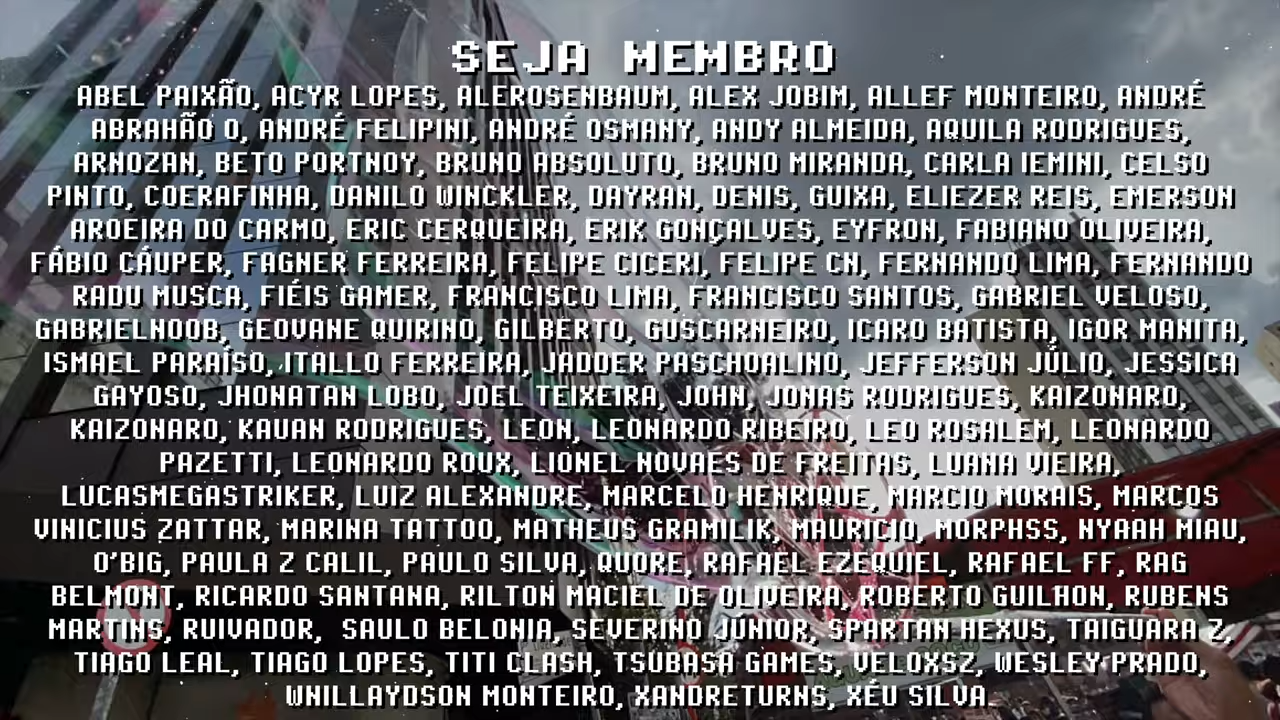 SEJA MEMBRO
ABEL PAIXÃO, ACYR LOPES, ALEROSENBAUM, ALEX JOBIM, ALLEF MONTEIRO, ANDRÉ
ABRAHÃO O, ANDRÉ FELIPINI, ANDRÉ OSMANY, ANDY ALMEIDA, AQUILA RODRIGUES,
ARNOZAN, BETO PORTNOY, BRUNO ABSOLUTO, BRUNO MIRANDA, CARLA IEMINI, CELSO
PINTO, COERAFINHA, DANILO WINCKLER, DAYRAN, DENIS, GUIXA, ELIEZER REIS, EMERSON
AROEIRA DO CARMO, ERIC CERQUEIRA, ERIK GONÇALVES, EYFRON, FABIANO OLIVEIRA,
FÁBIO CÁUPER, FAGNER FERREIRA, FELIPE CICERI, FELIPE CN, FERNANDO LIMA, FERNANDO
RADU MUSCA, FIÉIS GAMER, FRANCISCO LIMA, FRANCISCO SANTOS, GABRIEL VELOSO,
GABRIELNOOB, GEOVANE QUIRINO, GILBERTO, GUSCARNEIRO, ICARO BATISTA, IGOR MANITA,
ISMAEL PARAÍSO, ITALLO FERREIRA, JADDER PASCHOALINO, JEFFERSON JÚLIO, JESSICA
GAYOSO, JHONATAN LOBO, JOEL TEIXEIRA, JOHN, JONAS RODRIGUES, KAIZONARO,
KAIZONARO, KAUAN RODRIGUES, LEON, LEONARDO RIBEIRO, LEO ROSALEM, LEONARDO
PAZETTI, LEONARDO ROUX, LIONEL NOVAES DE FREITAS, LUANA VIEIRA,
LUCASMEGASTRIKER, LUIZ ALEXANDRE, MARCELO HENRIQUE, MARCIO MORAIS, MARCOS
VINICIUS ZATTAR, MARINA TATTOO, MATHEUS GRAMILIK, MAURICIO, MORPHSS, NYAAH MIAU,
O'BIG, PAULA Z CALIL, PAULO SILVA, QUORE, RAFAEL EZEQUIEL, RAFAEL FF, RAG
BELMONT, RICARDO SANTANA, RILTON MACIEL DE OLIVEIRA, ROBERTO GUILHON, RUBENS
MARTINS, RUIVADOR, SAULO BELONIA, SEVERINO JÚNIOR, SPARTAN HEXUS, TAIGUARA Z,
TIAGO LEAL, TIAGO LOPES, TITI CLASH, TSUBASA GAMES, VELOXSZ, WESLEY PRADO,
WNILLAYDSON MONTEIRO, XANDRETURNS, XÉU SILVA.